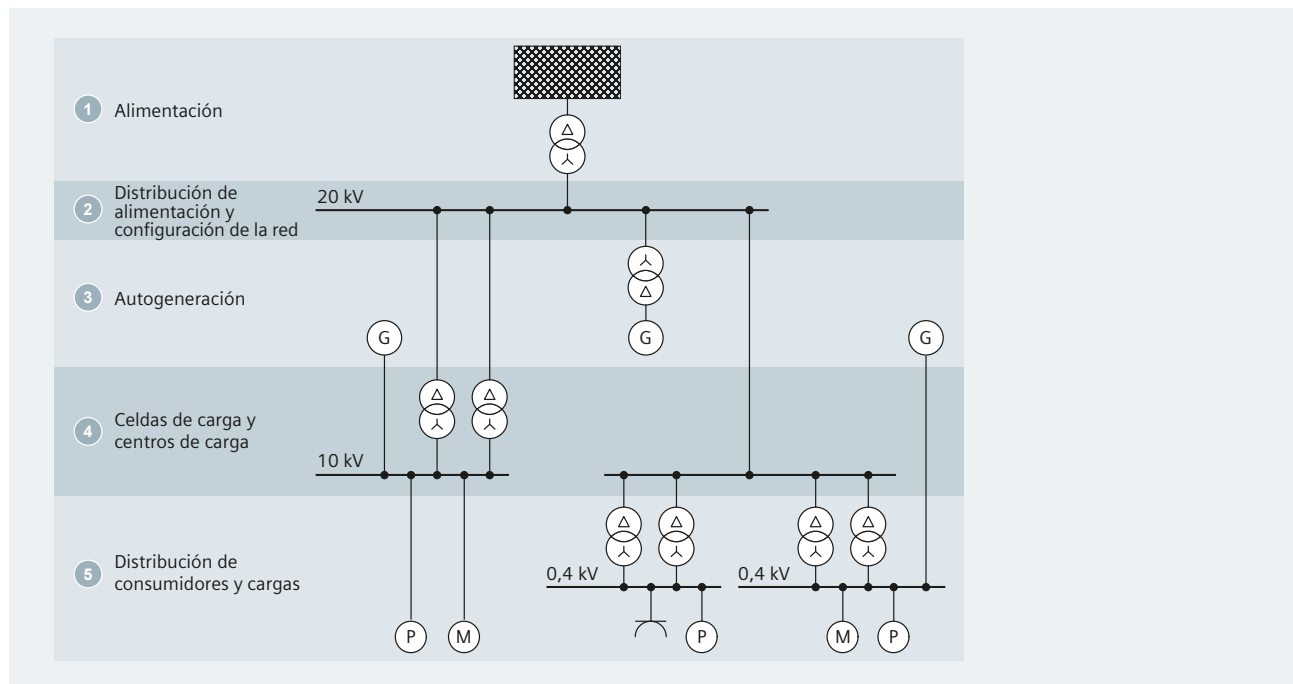 1 Alimentación
2 Distribución de
alimentación y
configuración de la red
20 kV
3 Autogeneración
G
G
G
4 Celdas de carga y
centros de carga
10 kV
5 Distribución de
consumidores y cargas
0,4 kV
0,4 kV
P
M
P
M
P